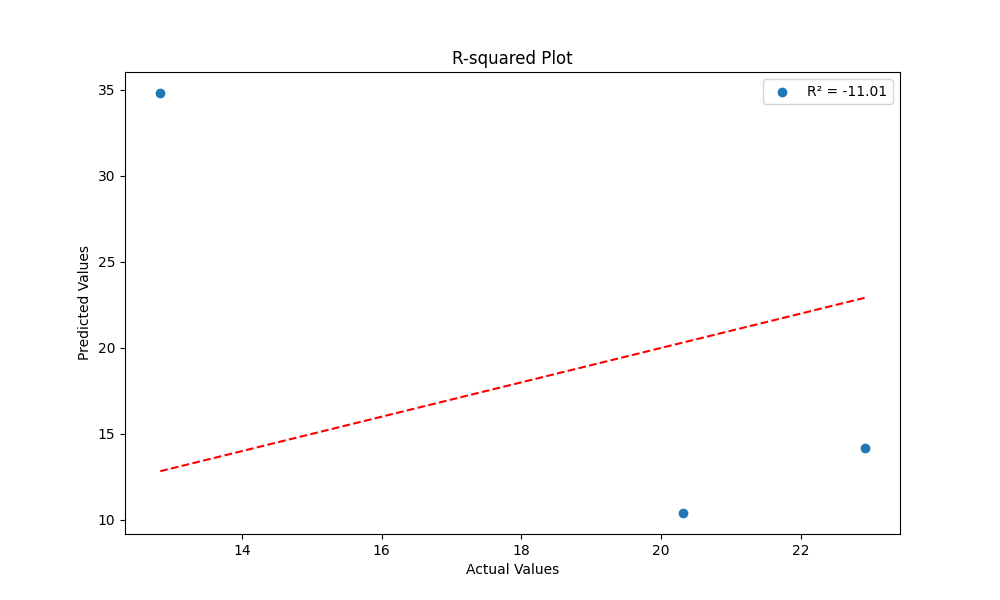 R-squared Plot
R² = -11.01
35
30
25
20
15
10
Predicted Values
14
16
18
20
22
Actual Values